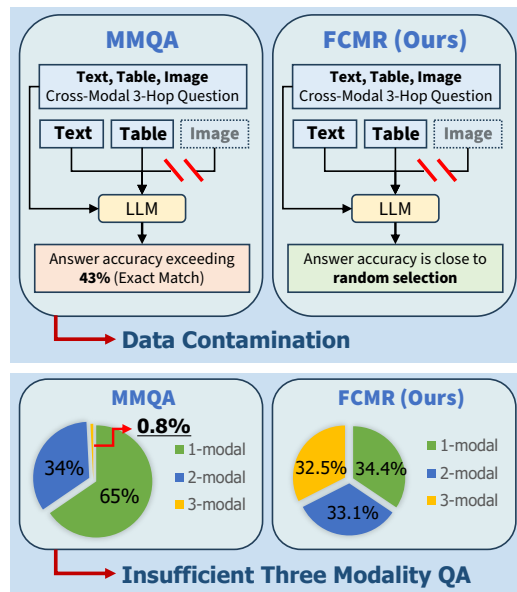 MMQA
Text, Table, Image
Cross-Modal 3-Hop Question
Text
Table
Image
LLM
Answer accuracy exceeding
43% (Exact Match)
FCMR (Ours)
Text, Table, Image
Cross-Modal 3-Hop Question
Text
Table
Image
LLM
Answer accuracy is close to
random selection
Data Contamination
MMQA
0.8%
34%
65%
1-modal
2-modal
3-modal
FCMR (Ours)
32.5%
34.4%
33.1%
1-modal
2-modal
3-modal
Insufficient Three Modality QA